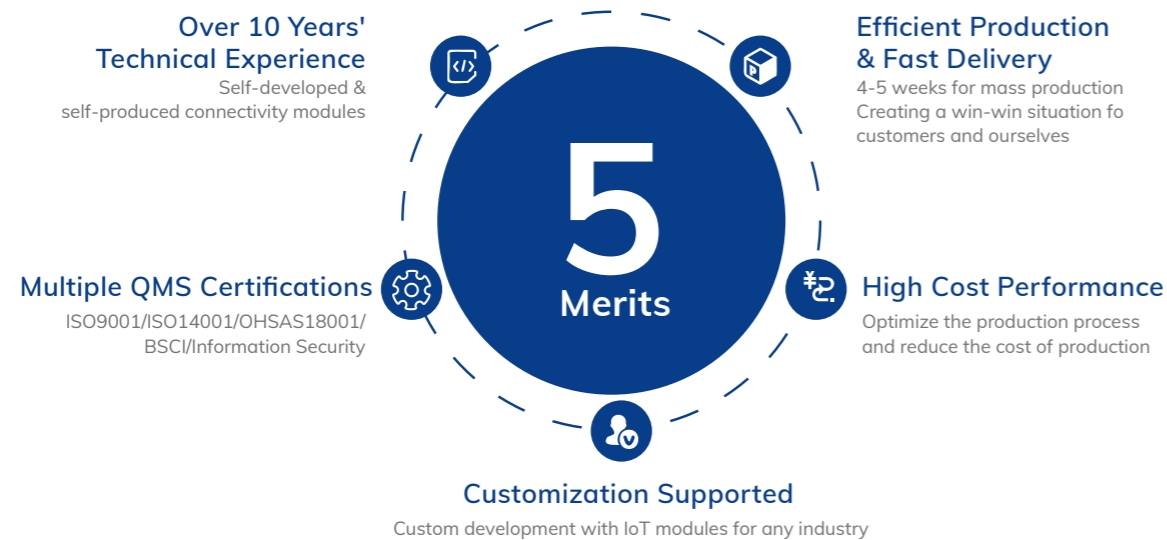 Over 10 Years'
Technical Experience
Self-developed &
self-produced connectivity modules
Efficient Production
& Fast Delivery
4-5 weeks for mass production
Creating a win-win situation fo
customers and ourselves
5
Merits
Multiple QMS Certifications
ISO9001/ISO14001/OHSAS18001/
BSCI/Information Security
High Cost Performance
Optimize the production process
and reduce the cost of production
Customization Supported
Custom development with IoT modules for any industry